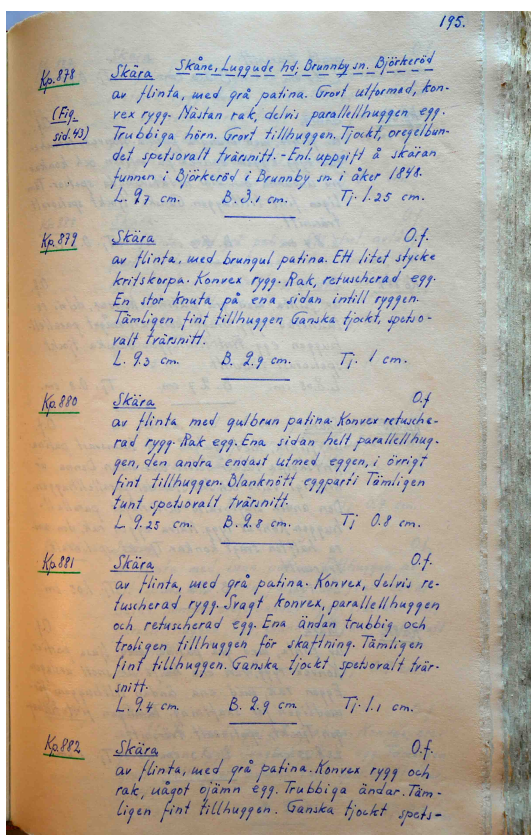 195.
Kp.878 Skära Skåne, Luggude hd. Brunnby sn. Björkeröd
av flinta, med grå patina. Grovt utformad, kon-
(Fig. vex rygg. Nästan rak, delvis parallellhuggen egg.
sid.43) Trubbiga hörn. Grovt tillhuggen. Tjockt, oregelbun-
det spetsovalt tvärsnitt. - Enl. uppgift å skäran
funnen i Björkeröd i Brunnby sn. i åker 1848.
L. 9.7 cm. B. 3.1 cm. Tj. 1.25 cm.
Kp.879 Skära O.f.
av flinta, med brungul patina. Ett litet stycke
kritskorpa. Konvex rygg. Rak, retuscherad egg.
En stor knuta på ena sidan intill ryggen.
Tämligen fint tillhuggen. Ganska tjockt, spetso-
valt tvärsnitt.
L. 9.3 cm. B. 2.9 cm. Tj. 1 cm.
Kp.880 Skära O.f
av flinta med gulbrun patina. Konvex retusche-
rad rygg. Rak egg. Ena sidan helt parallellhug-
gen, den andra endast utmed eggen, i övrigt
fint tillhuggen. Blanknött eggparti Tämligen
tunt spetsovalt tvärsnitt.
L 9.25 cm. B. 2.8 cm. Tj 0.8 cm.
Kp.881 Skära O.f.
av flinta, med grå patina. Konvex, delvis re-
tuscherad rygg. Svagt konvex, parallellhuggen
och retuscherad egg. Ena ändan trubbig och
troligen tillhuggen för skaftning. Tämligen
fint tillhuggen. Ganska tjockt spetsovalt tvär-
snitt.
L. 9.4 cm. B. 2.9 cm. Tj. 1.1 cm.
Kp.882 Skära O.f.
av flinta, med grå patina. Konvex rygg och
rak, något ojämn egg. Trubbiga ändar. Täm-
ligen fint tillhuggen. Ganska tjockt spets-